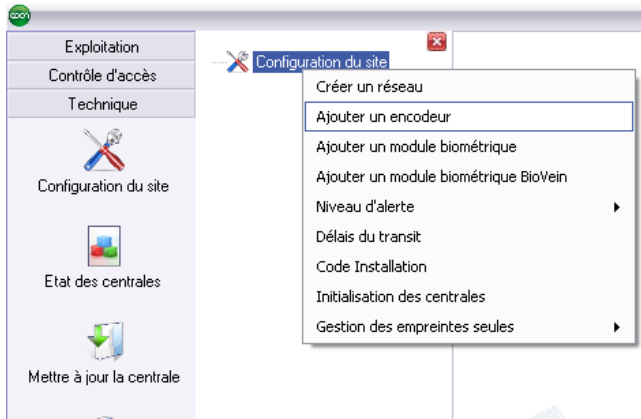 Exploitation
Contrôle d'accès
Technique
Configuration du site
Etat des centrales
Mettre à jour la centrale
Configuration du site
Créer un réseau
Ajouter un encodeur
Ajouter un module biométrique
Ajouter un module biométrique BioVein
Niveau d'alerte
Délais du transit
Code Installation
Initialisation des centrales
Gestion des empreintes seules